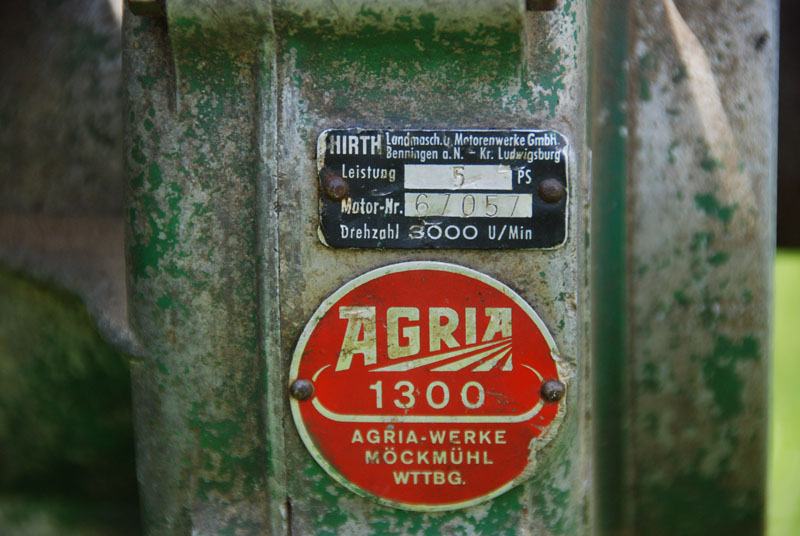 HIRTH Landmasch. u. Motorenwerke GmbH.
Benningen a.N. - Kr. Ludwigsburg
Leistung 5 PS
Motor-Nr. 67057
Drehzahl 3000 U/Min
AGRIA
1300
AGRIA-WERKE
MÖCKMÜHL
WTTBG.